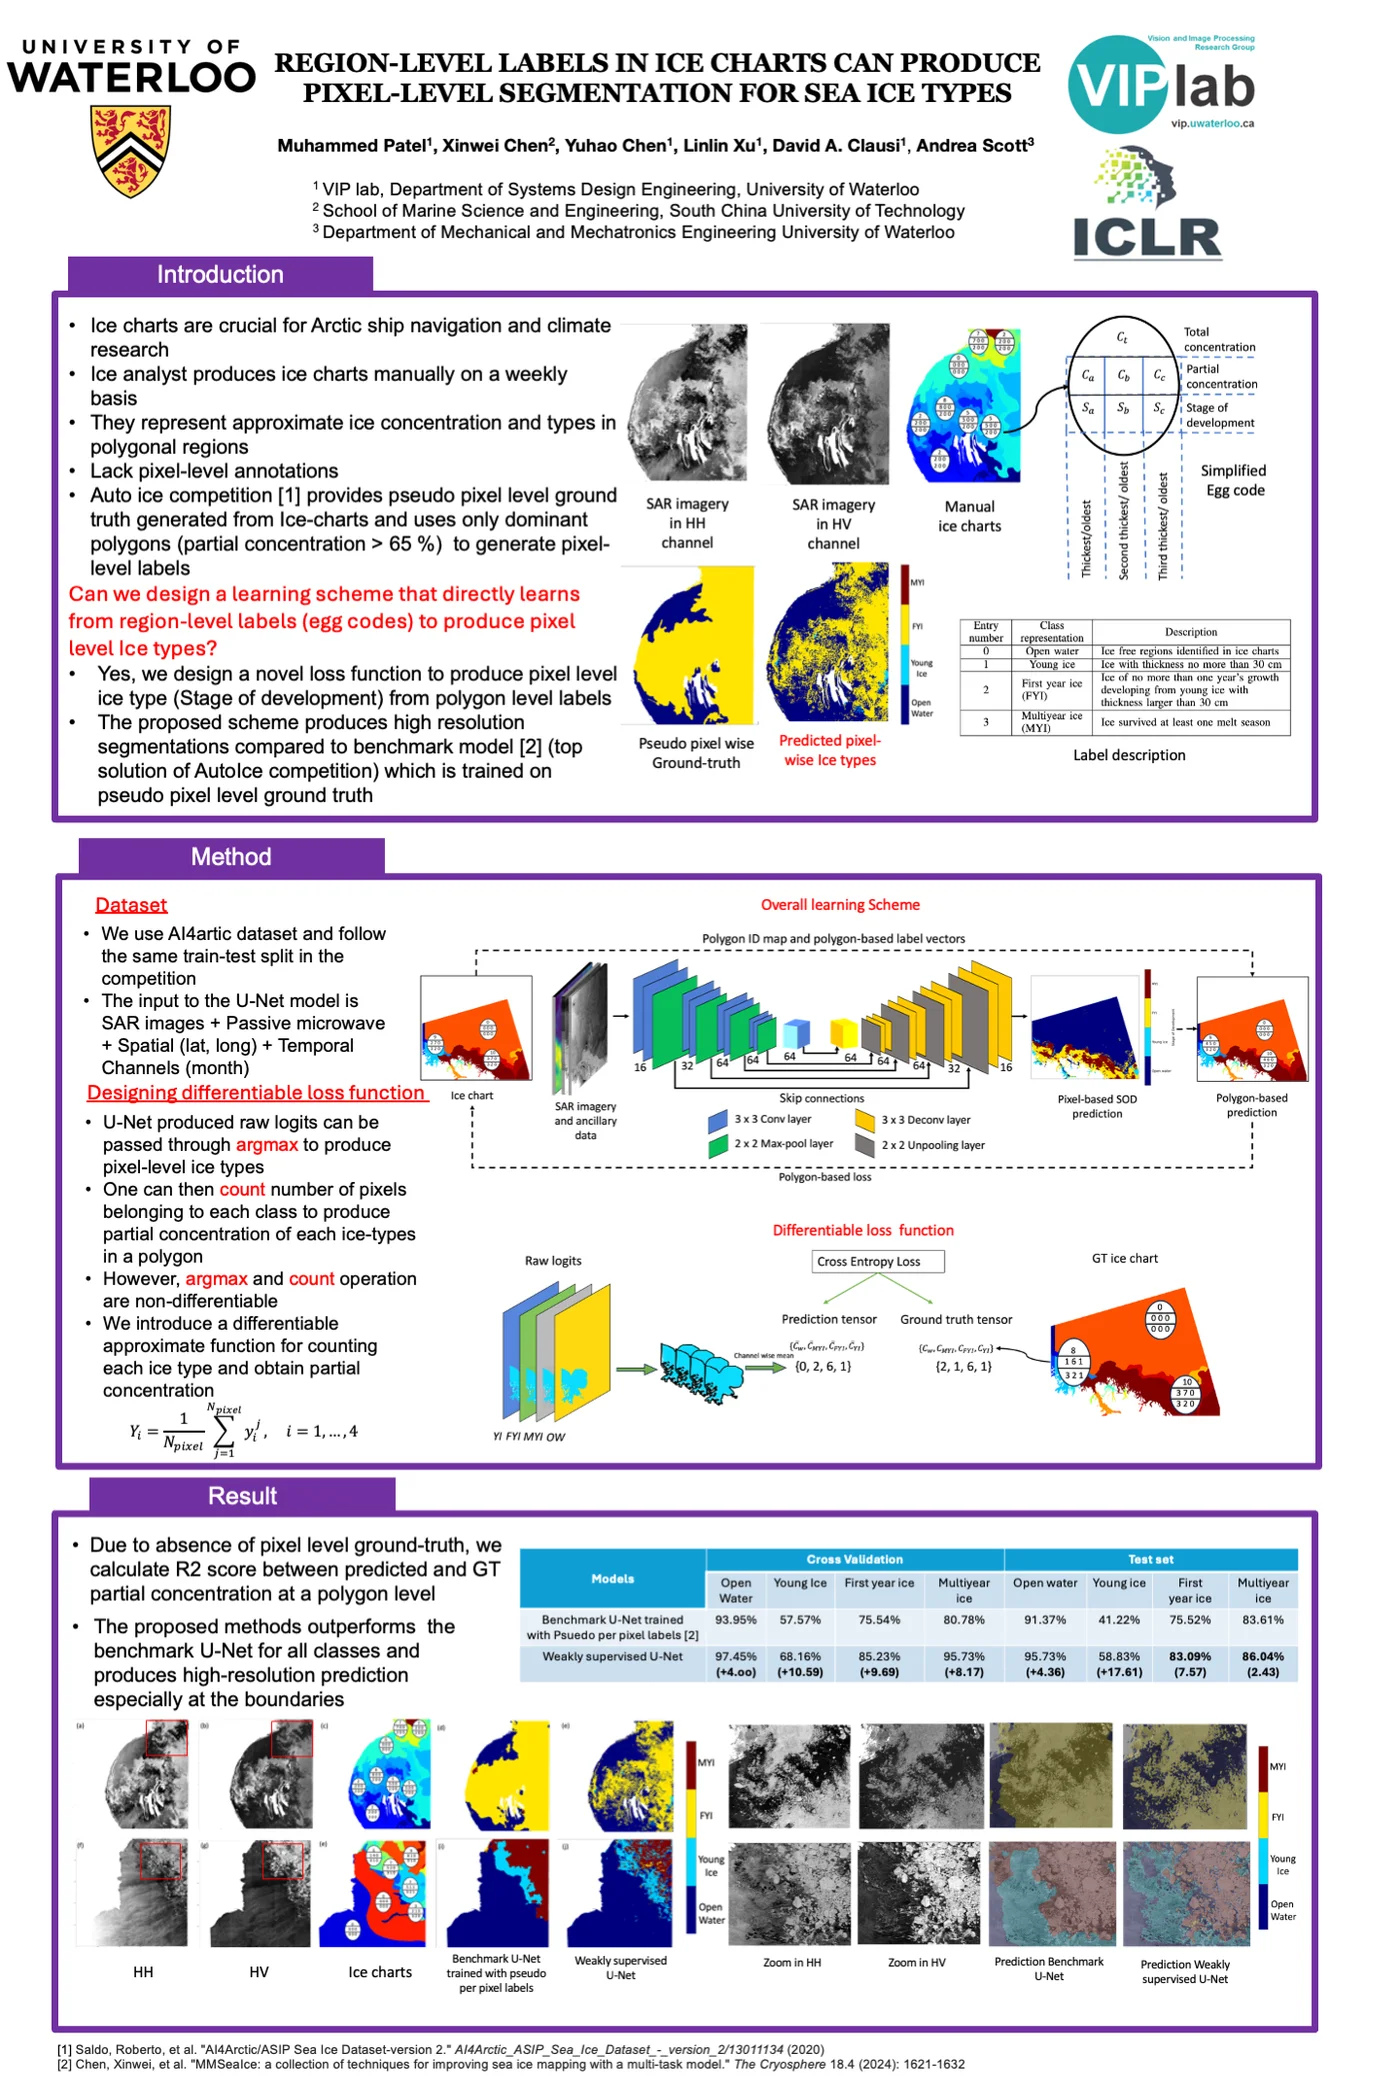 UNIVERSITY OF
WATERLOO
REGION-LEVEL LABELS IN ICE CHARTS CAN PRODUCE
PIXEL-LEVEL SEGMENTATION FOR SEA ICE TYPES
Muhammed Patel1, Xinwei Chen2, Yuhao Chen1, Linlin Xu1, David A. Clausi1, Andrea Scott3
1 VIP lab, Department of Systems Design Engineering, University of Waterloo
2 School of Marine Science and Engineering, South China University of Technology
3 Department of Mechanical and Mechatronics Engineering University of Waterloo
Vision and Image Processing
Research Group
VIP lab
vip.uwaterloo.ca
ICLR
Introduction
• Ice charts are crucial for Arctic ship navigation and climate
research
• Ice analyst produces ice charts manually on a weekly
basis
• They represent approximate ice concentration and types in
polygonal regions
• Lack pixel-level annotations
• Auto ice competition [1] provides pseudo pixel level ground
truth generated from Ice-charts and uses only dominant
polygons (partial concentration > 65 %) to generate pixel-
level labels
Can we design a learning scheme that directly learns
from region-level labels (egg codes) to produce pixel
level Ice types?
• Yes, we design a novel loss function to produce pixel level
ice type (Stage of development) from polygon level labels
• The proposed scheme produces high resolution
segmentations compared to benchmark model [2] (top
solution of AutoIce competition) which is trained on
pseudo pixel level ground truth
SAR imagery
in HH
channel
SAR imagery
in HV
channel
Manual
ice charts
Ct
Ca Cb Cc
Sa Sb Sc
Total
concentration
Partial
concentration
Stage of
development
Thickest/oldest
Second thickest/ oldest
Third thickest/ oldest
Simplified
Egg code
Pseudo pixel wise
Ground-truth
Predicted pixel-
wise Ice types
MYI
FYI
Young
Ice
Open
Water
Entry number Class representation Description
0 Open water Ice free regions identified in ice charts
1 Young ice Ice with thickness no more than 30 cm
2 First year ice (FYI) Ice of no more than one year's growth developing from young ice with thickness larger than 30 cm
3 Multiyear ice (MYI) Ice survived at least one melt season
Label description
Method
Dataset
• We use AI4artic dataset and follow
the same train-test split in the
competition
• The input to the U-Net model is
SAR images + Passive microwave
+ Spatial (lat, long) + Temporal
Channels (month)
Designing differentiable loss function
• U-Net produced raw logits can be
passed through argmax to produce
pixel-level ice types
• One can then count number of pixels
belonging to each class to produce
partial concentration of each ice-types
in a polygon
• However, argmax and count operation
are non-differentiable
• We introduce a differentiable
approximate function for counting
each ice type and obtain partial
concentration
Yi = 1/Npixel ∑ j=1 Npixel yij, i = 1, ... , 4
Overall learning Scheme
Polygon ID map and polygon-based label vectors
16 32 64 64 64 64 64 64 32 16
Ice chart
SAR imagery
and ancillary
data
Skip connections
3 x 3 Conv layer
3 x 3 Deconv layer
2 x 2 Max-pool layer
2 x 2 Unpooling layer
Pixel-based SOD
prediction
Polygon-based
prediction
Polygon-based loss
Differentiable loss function
Raw logits
YI FYI MYI OW
Cross Entropy Loss
Channel wise mean
Prediction tensor
{C̃w, C̃MYI, C̃FYI, C̃YI}
{0, 2, 6, 1}
Ground truth tensor
{Cw, CMYI, CFYI, CYI}
{2, 1, 6, 1}
GT ice chart
0
0 0 0
0 0 0
8
1 6 1
3 2 1
10
3 7 0
3 2 0
Result
• Due to absence of pixel level ground-truth, we
calculate R2 score between predicted and GT
partial concentration at a polygon level
• The proposed methods outperforms the
benchmark U-Net for all classes and
produces high-resolution prediction
especially at the boundaries
Models Cross Validation Test set
Open Water Young Ice First year ice Multiyear ice Open water Young ice First year ice Multiyear ice
Benchmark U-Net trained with Psuedo per pixel labels [2] 93.95% 57.57% 75.54% 80.78% 91.37% 41.22% 75.52% 83.61%
Weakly supervised U-Net 97.45% 68.16% 85.23% 95.73% 95.73% 58.83% 83.09% 86.04%
(+4.oo) (+10.59) (+9.69) (+8.17) (+4.36) (+17.61) (7.57) (2.43)
(a) (b) (c) (d) (e)
(f) (g) (e) (i) (j)
MYI
FYI
Young
Ice
Open
Water
HH
HV
Ice charts
Benchmark U-Net
trained with pseudo
per pixel labels
Weakly supervised
U-Net
Zoom in HH
Zoom in HV
Prediction Benchmark
U-Net
Prediction Weakly
supervised U-Net
MYI
FYI
Young
Ice
Open
Water
[1] Saldo, Roberto, et al. "AI4Arctic/ASIP Sea Ice Dataset-version 2." AI4Arctic_ASIP_Sea_Ice_Dataset_-_version_2/13011134 (2020)
[2] Chen, Xinwei, et al. "MMSeaIce: a collection of techniques for improving sea ice mapping with a multi-task model." The Cryosphere 18.4 (2024): 1621-1632